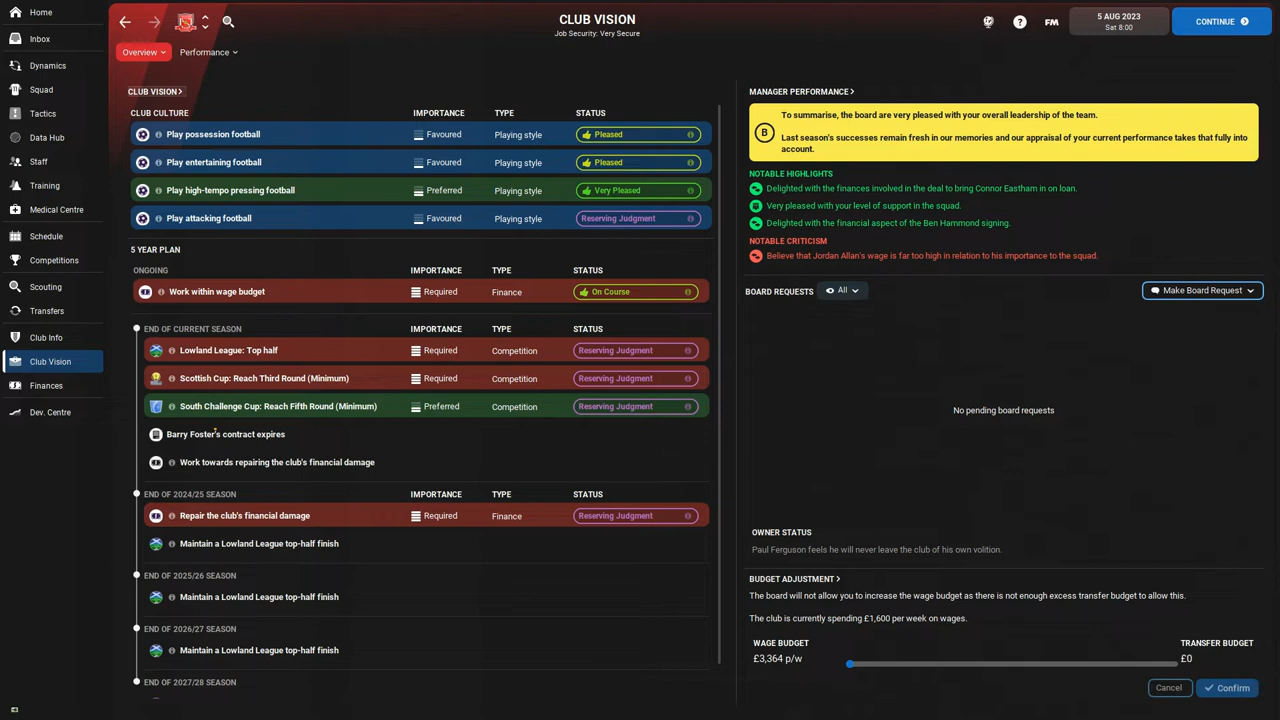 Home
Inbox
Dynamics
Squad
Tactics
Data Hub
Staff
Training
Medical Centre
Schedule
Competitions
Scouting
Transfers
Club Info
Club Vision
Finances
Dev. Centre
CLUB VISION
Job Security: Very Secure
?
FM
5 AUG 2023
Sat 8:00
CONTINUE
Overview
Performance
CLUB VISION >
CLUB CULTURE IMPORTANCE TYPE STATUS
Play possession football Favoured Playing style Pleased
Play entertaining football Favoured Playing style Pleased
Play high-tempo pressing football Preferred Playing style Very Pleased
Play attacking football Favoured Playing style Reserving Judgment
5 YEAR PLAN
ONGOING IMPORTANCE TYPE STATUS
Work within wage budget Required Finance On Course
END OF CURRENT SEASON IMPORTANCE TYPE STATUS
Lowland League: Top half Required Competition Reserving Judgment
Scottish Cup: Reach Third Round (Minimum) Required Competition Reserving Judgment
South Challenge Cup: Reach Fifth Round (Minimum) Preferred Competition Reserving Judgment
Barry Foster's contract expires
Work towards repairing the club's financial damage
END OF 2024/25 SEASON IMPORTANCE TYPE STATUS
Repair the club's financial damage Required Finance Reserving Judgment
Maintain a Lowland League top-half finish
END OF 2025/26 SEASON
Maintain a Lowland League top-half finish
END OF 2026/27 SEASON
Maintain a Lowland League top-half finish
END OF 2027/28 SEASON
MANAGER PERFORMANCE >
B
To summarise, the board are very pleased with your overall leadership of the team.
Last season's successes remain fresh in our memories and our appraisal of your current performance takes that fully into
account.
NOTABLE HIGHLIGHTS
Delighted with the finances involved in the deal to bring Connor Eastham in on loan.
Very pleased with your level of support in the squad.
Delighted with the financial aspect of the Ben Hammond signing.
NOTABLE CRITICISM
Believe that Jordan Allan's wage is far too high in relation to his importance to the squad.
BOARD REQUESTS All Make Board Request
No pending board requests
OWNER STATUS
Paul Ferguson feels he will never leave the club of his own volition.
BUDGET ADJUSTMENT >
The board will not allow you to increase the wage budget as there is not enough excess transfer budget to allow this.
The club is currently spending £1,600 per week on wages.
WAGE BUDGET TRANSFER BUDGET
£3,364 p/w £0
Cancel Confirm